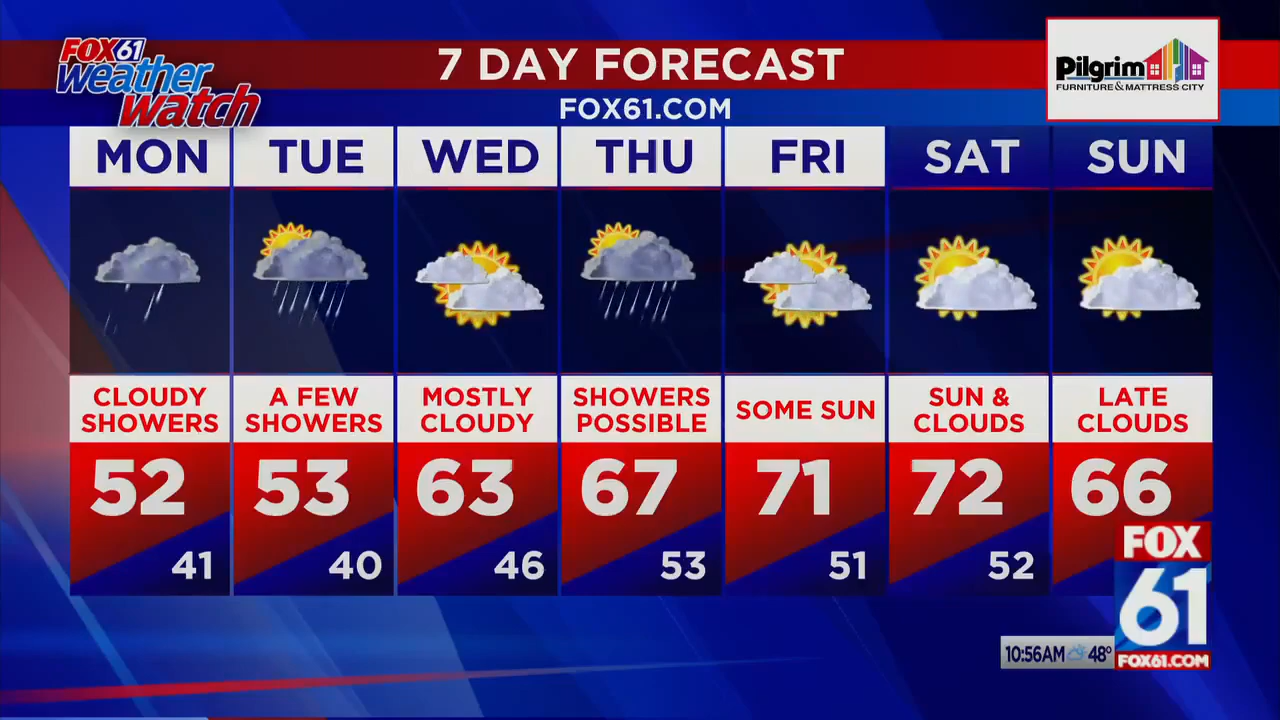 FOX61
Weather
Watch
7 DAY FORECAST
FOX61.COM
Pilgrim
FURNITURE & MATTRESS CITY
MON TUE WED THU FRI SAT SUN
CLOUDY SHOWERS
A FEW SHOWERS
MOSTLY CLOUDY
SHOWERS POSSIBLE
SOME SUN
SUN & CLOUDS
LATE CLOUDS
52 53 63 67 71 72 66
41 40 46 53 51 52
10:56AM 48°
FOX
61
FOX61.COM